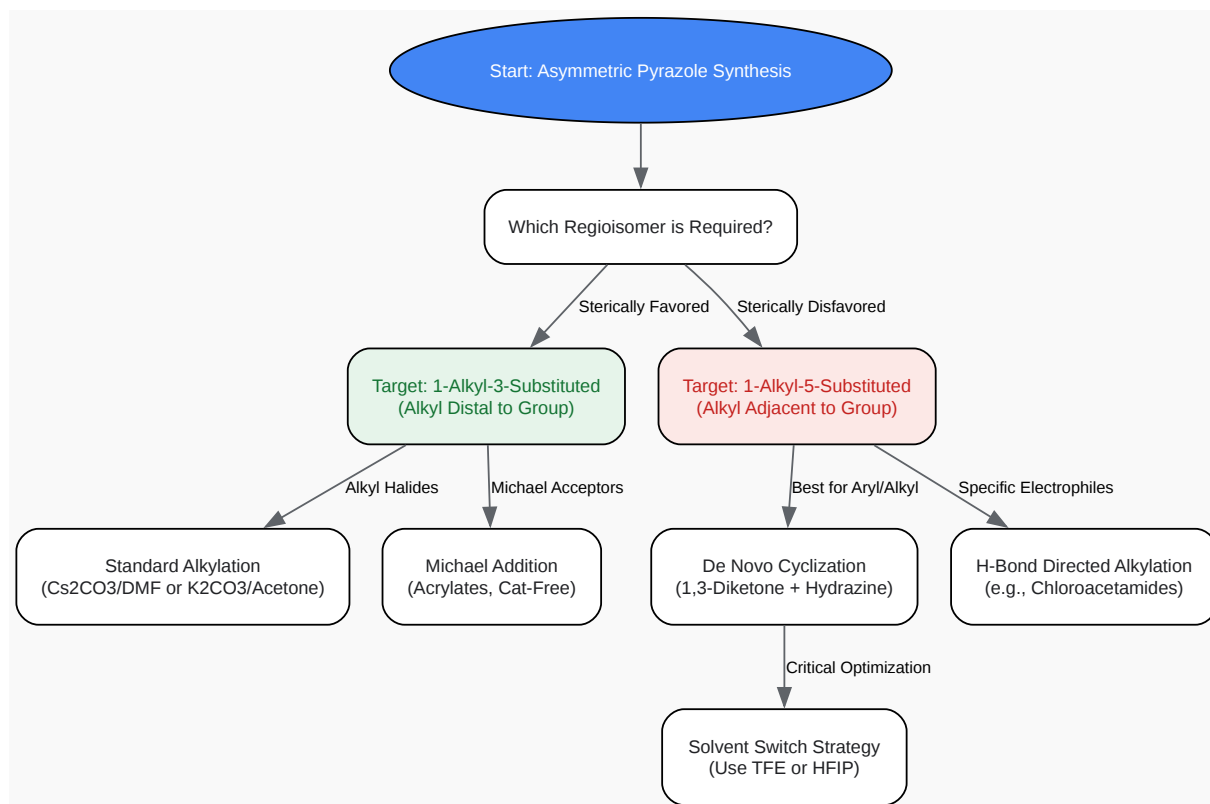 Start: Asymmetric Pyrazole Synthesis
Which Regioisomer is Required?
Sterically Favored
Sterically Disfavored
Target: 1-Alkyl-3-Substituted
(Alkyl Distal to Group)
Target: 1-Alkyl-5-Substituted
(Alkyl Adjacent to Group)
Alkyl Halides
Michael Acceptors
Best for Aryl/Alkyl
Specific Electrophiles
Standard Alkylation
(Cs2CO3/DMF or K2CO3/Acetone)
Michael Addition
(Acrylates, Cat-Free)
De Novo Cyclization
(1,3-Diketone + Hydrazine)
H-Bond Directed Alkylation
(e.g., Chloroacetamides)
Critical Optimization
Solvent Switch Strategy
(Use TFE or HFIP)